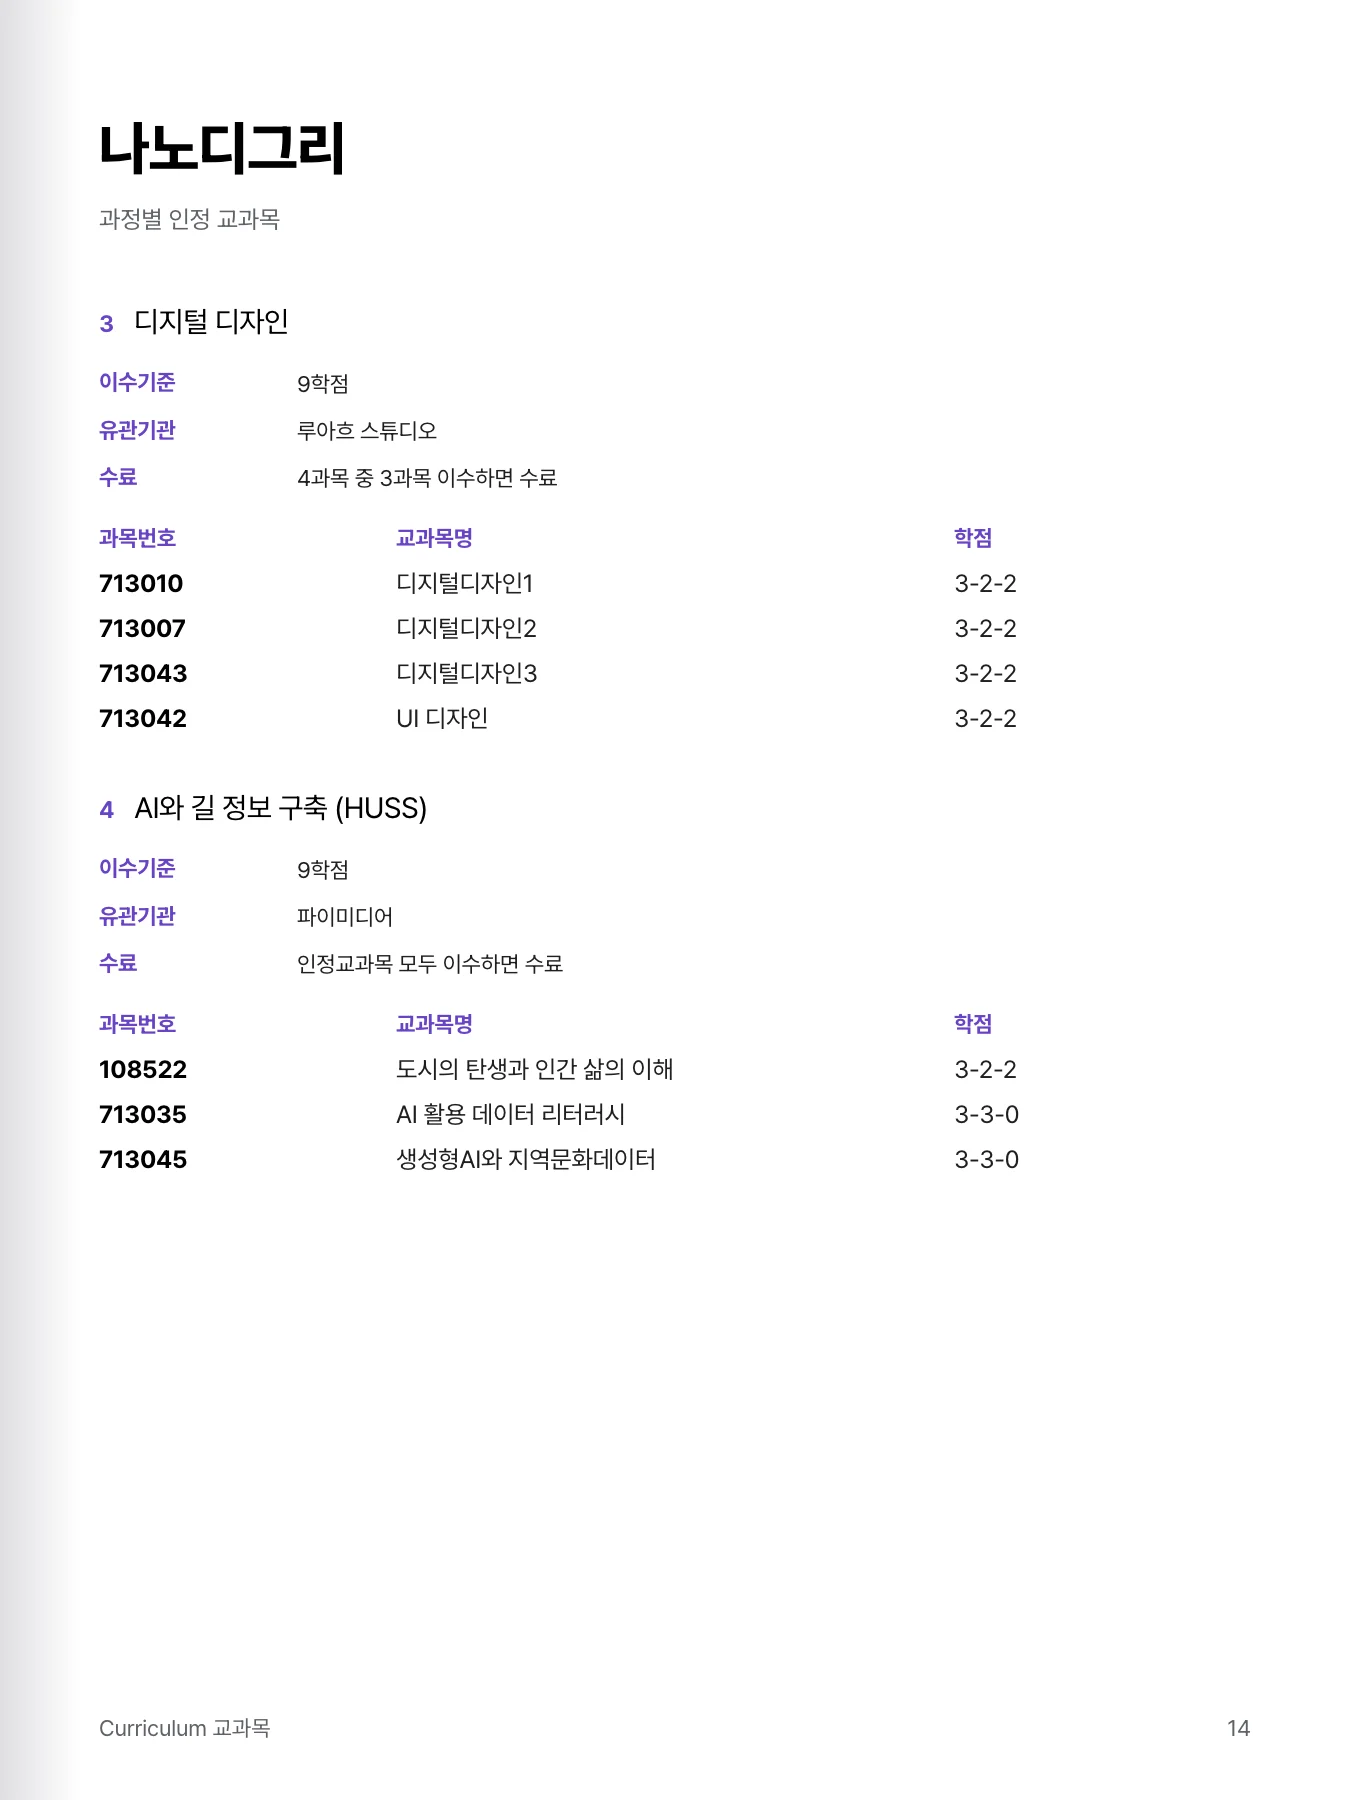 나노디그리
과정별 인정 교과목
3 디지털 디자인
이수기준 9학점
유관기관 루아흐 스튜디오
수료 4과목 중 3과목 이수하면 수료
과목번호 교과목명 학점
713010 디지털디자인1 3-2-2
713007 디지털디자인2 3-2-2
713043 디지털디자인3 3-2-2
713042 UI 디자인 3-2-2
4 AI와 길 정보 구축 (HUSS)
이수기준 9학점
유관기관 파이미디어
수료 인정교과목 모두 이수하면 수료
과목번호 교과목명 학점
108522 도시의 탄생과 인간 삶의 이해 3-2-2
713035 AI 활용 데이터 리터러시 3-3-0
713045 생성형AI와 지역문화데이터 3-3-0
Curriculum 교과목 14